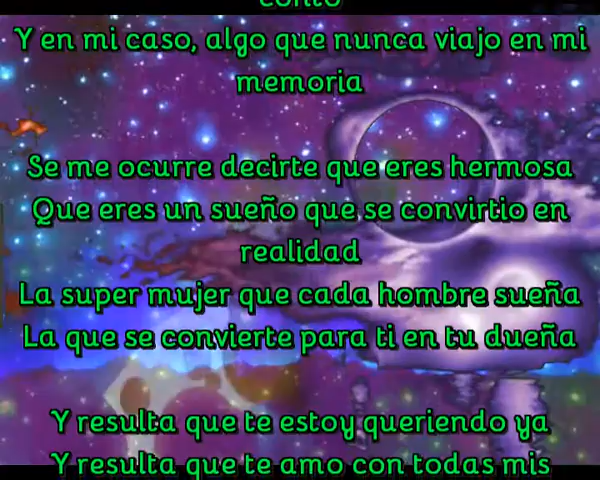 Y en mi caso, algo que nunca viajo en mi
memoria
Se me ocurre decirte que eres hermosa
Que eres un sueño que se convirtio en
realidad
La super mujer que cada hombre sueña
La que se convierte para ti en tu dueña
Y resulta que te estoy queriendo ya
Y resulta que te amo con todas mis